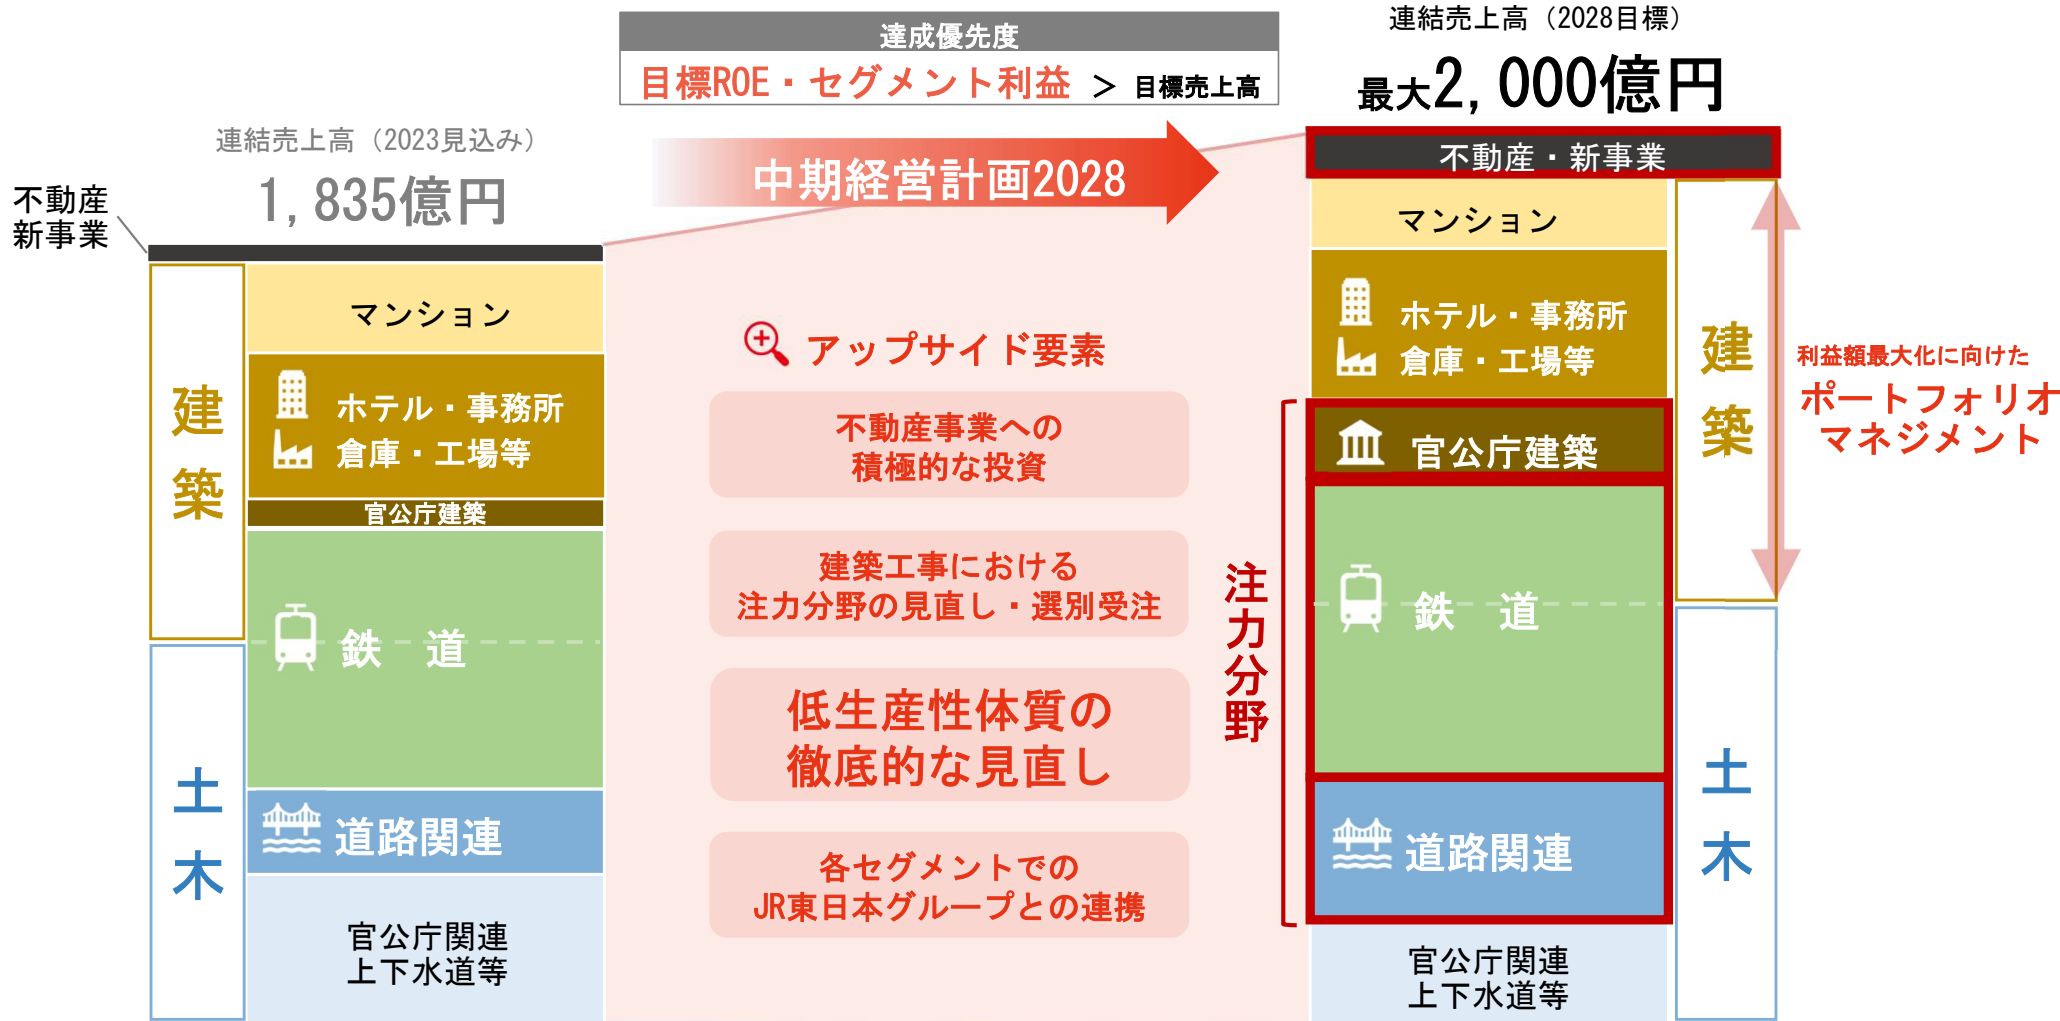 達成優先度
目標ROE・セグメント利益 > 目標売上高
連結売上高（2028目標）
最大2,000億円
連結売上高（2023見込み）
1,835億円
中期経営計画2028
不動産
新事業
マンション
ホテル・事務所
倉庫・工場等
官公庁建築
鉄 道
道路関連
官公庁関連
上下水道等
建築
土木
アップサイド要素
不動産事業への
積極的な投資
建築工事における
注力分野の見直し・選別受注
低生産性体質の
徹底的な見直し
各セグメントでの
JR東日本グループとの連携
注力分野
不動産・新事業
マンション
ホテル・事務所
倉庫・工場等
官公庁建築
鉄 道
道路関連
官公庁関連
上下水道等
建築
土木
利益額最大化に向けた
ポートフォリオ
マネジメント